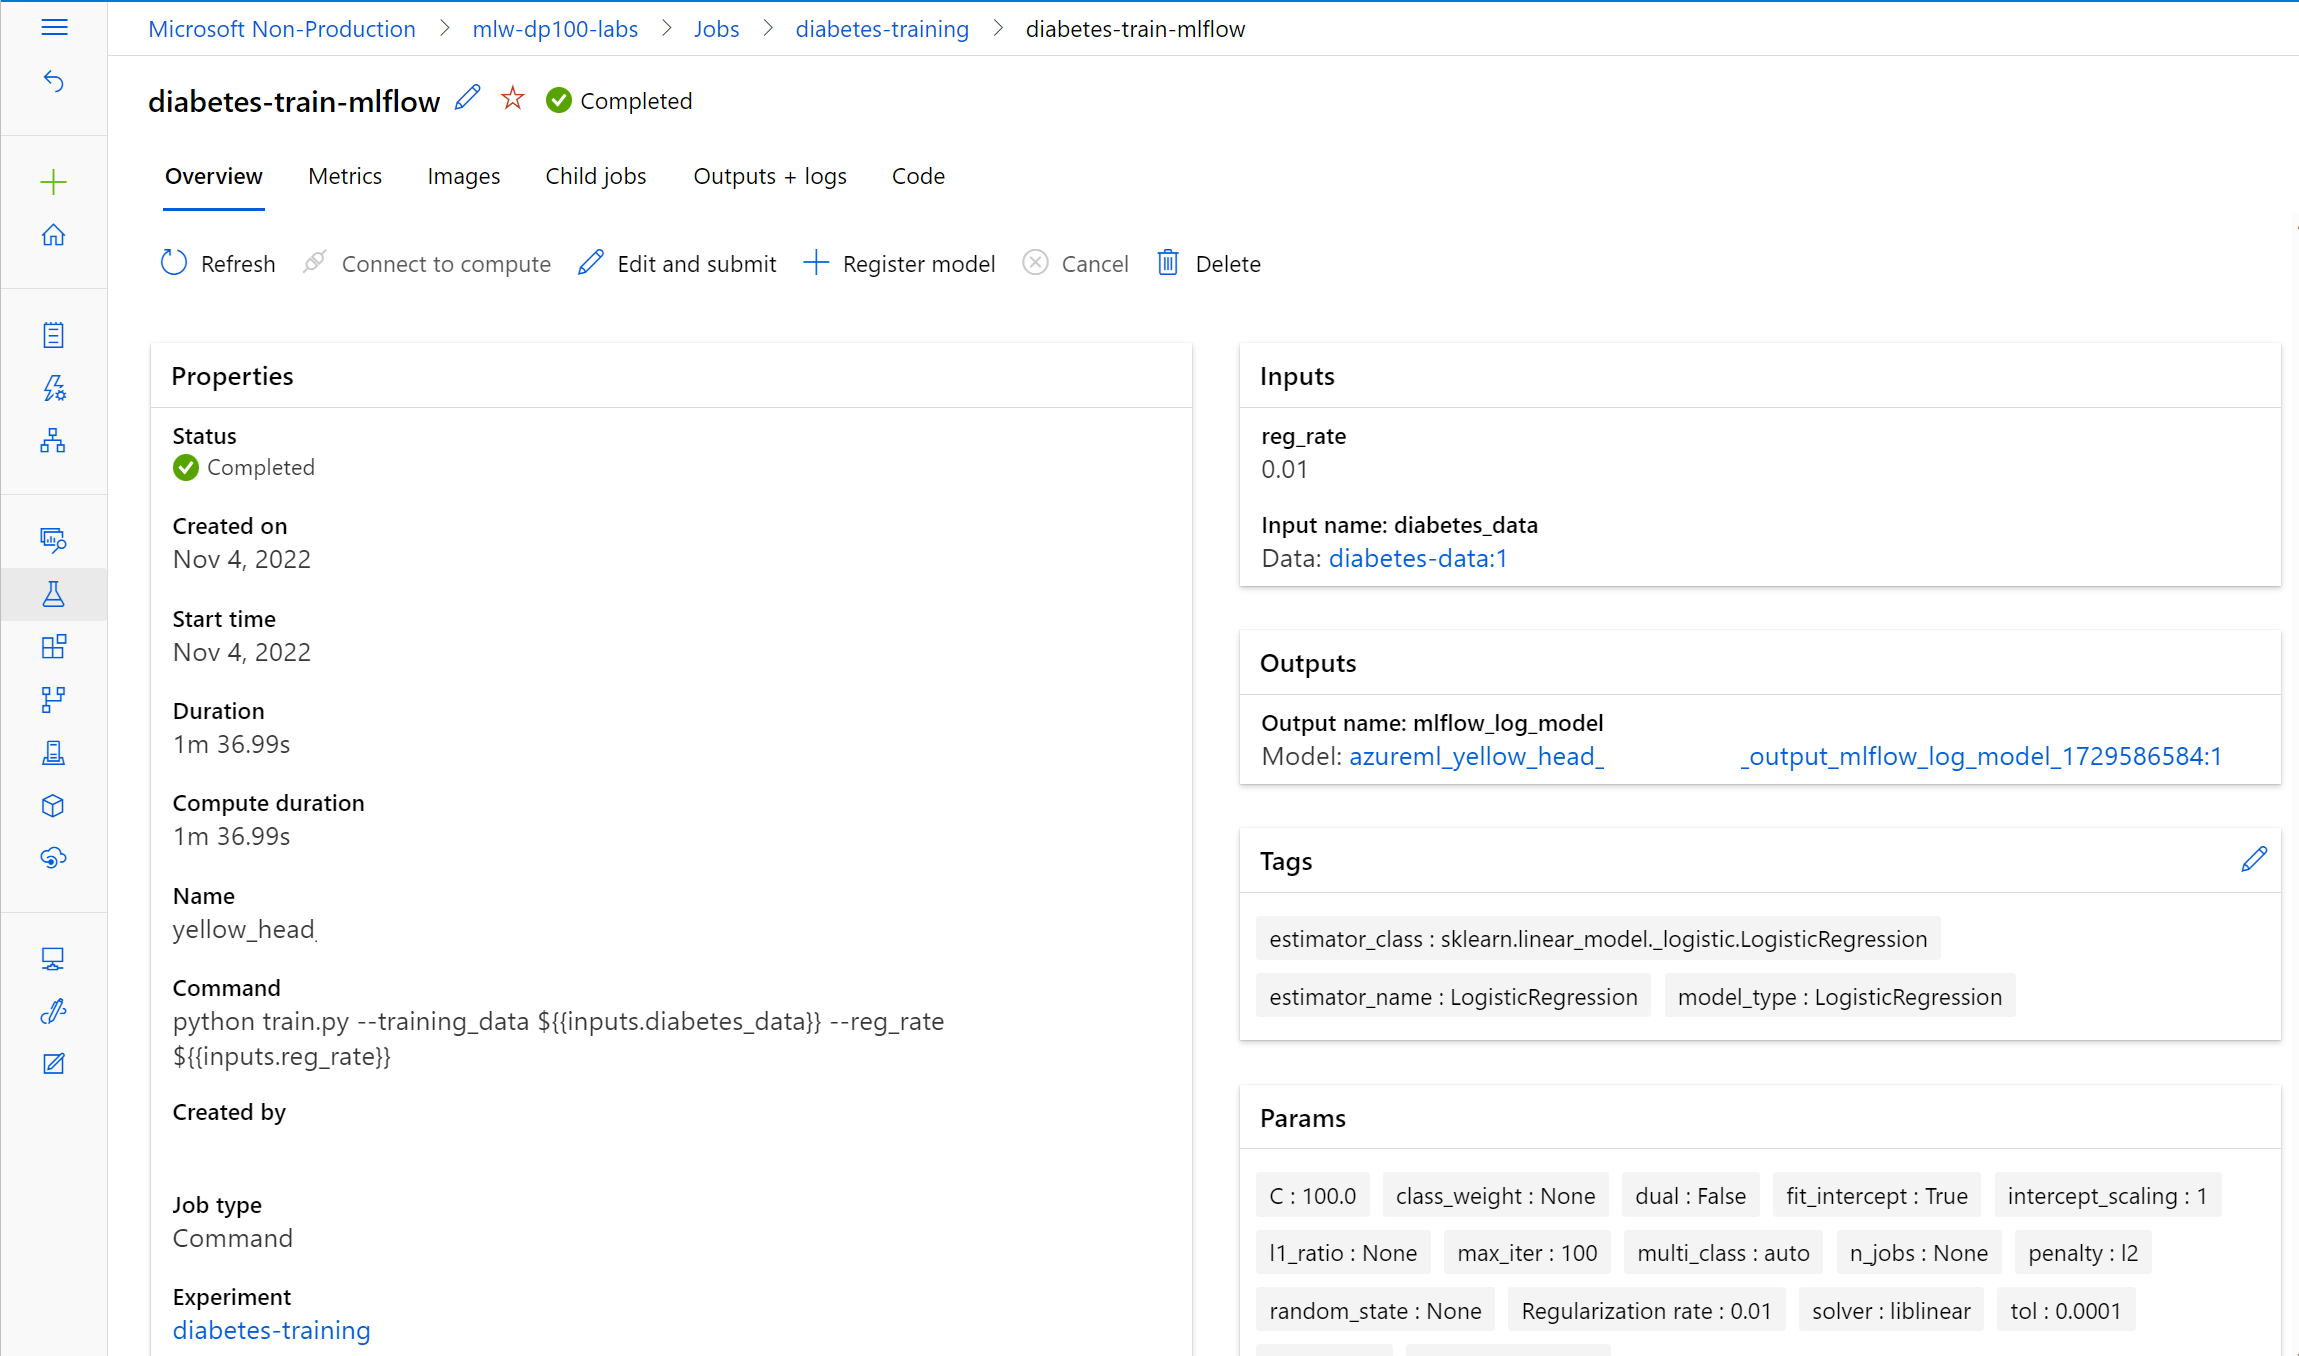 Microsoft Non-Production > mlw-dp100-labs > Jobs > diabetes-training > diabetes-train-mlflow
diabetes-train-mlflow Completed
Overview Metrics Images Child jobs Outputs + logs Code
Refresh Connect to compute Edit and submit Register model Cancel Delete
Properties
Status
Completed
Created on
Nov 4, 2022
Start time
Nov 4, 2022
Duration
1m 36.99s
Compute duration
1m 36.99s
Name
yellow_head_
Command
python train.py --training_data ${{inputs.diabetes_data}} --reg_rate
${{inputs.reg_rate}}
Created by
Job type
Command
Experiment
diabetes-training
Inputs
reg_rate
0.01
Input name: diabetes_data
Data: diabetes-data:1
Outputs
Output name: mlflow_log_model
Model: azureml_yellow_head_ _output_mlflow_log_model_1729586584:1
Tags
estimator_class : sklearn.linear_model._logistic.LogisticRegression
estimator_name : LogisticRegression model_type : LogisticRegression
Params
C : 100.0 class_weight : None dual : False fit_intercept : True intercept_scaling : 1
l1_ratio : None max_iter : 100 multi_class : auto n_jobs : None penalty : l2
random_state : None Regularization rate : 0.01 solver : liblinear tol : 0.0001